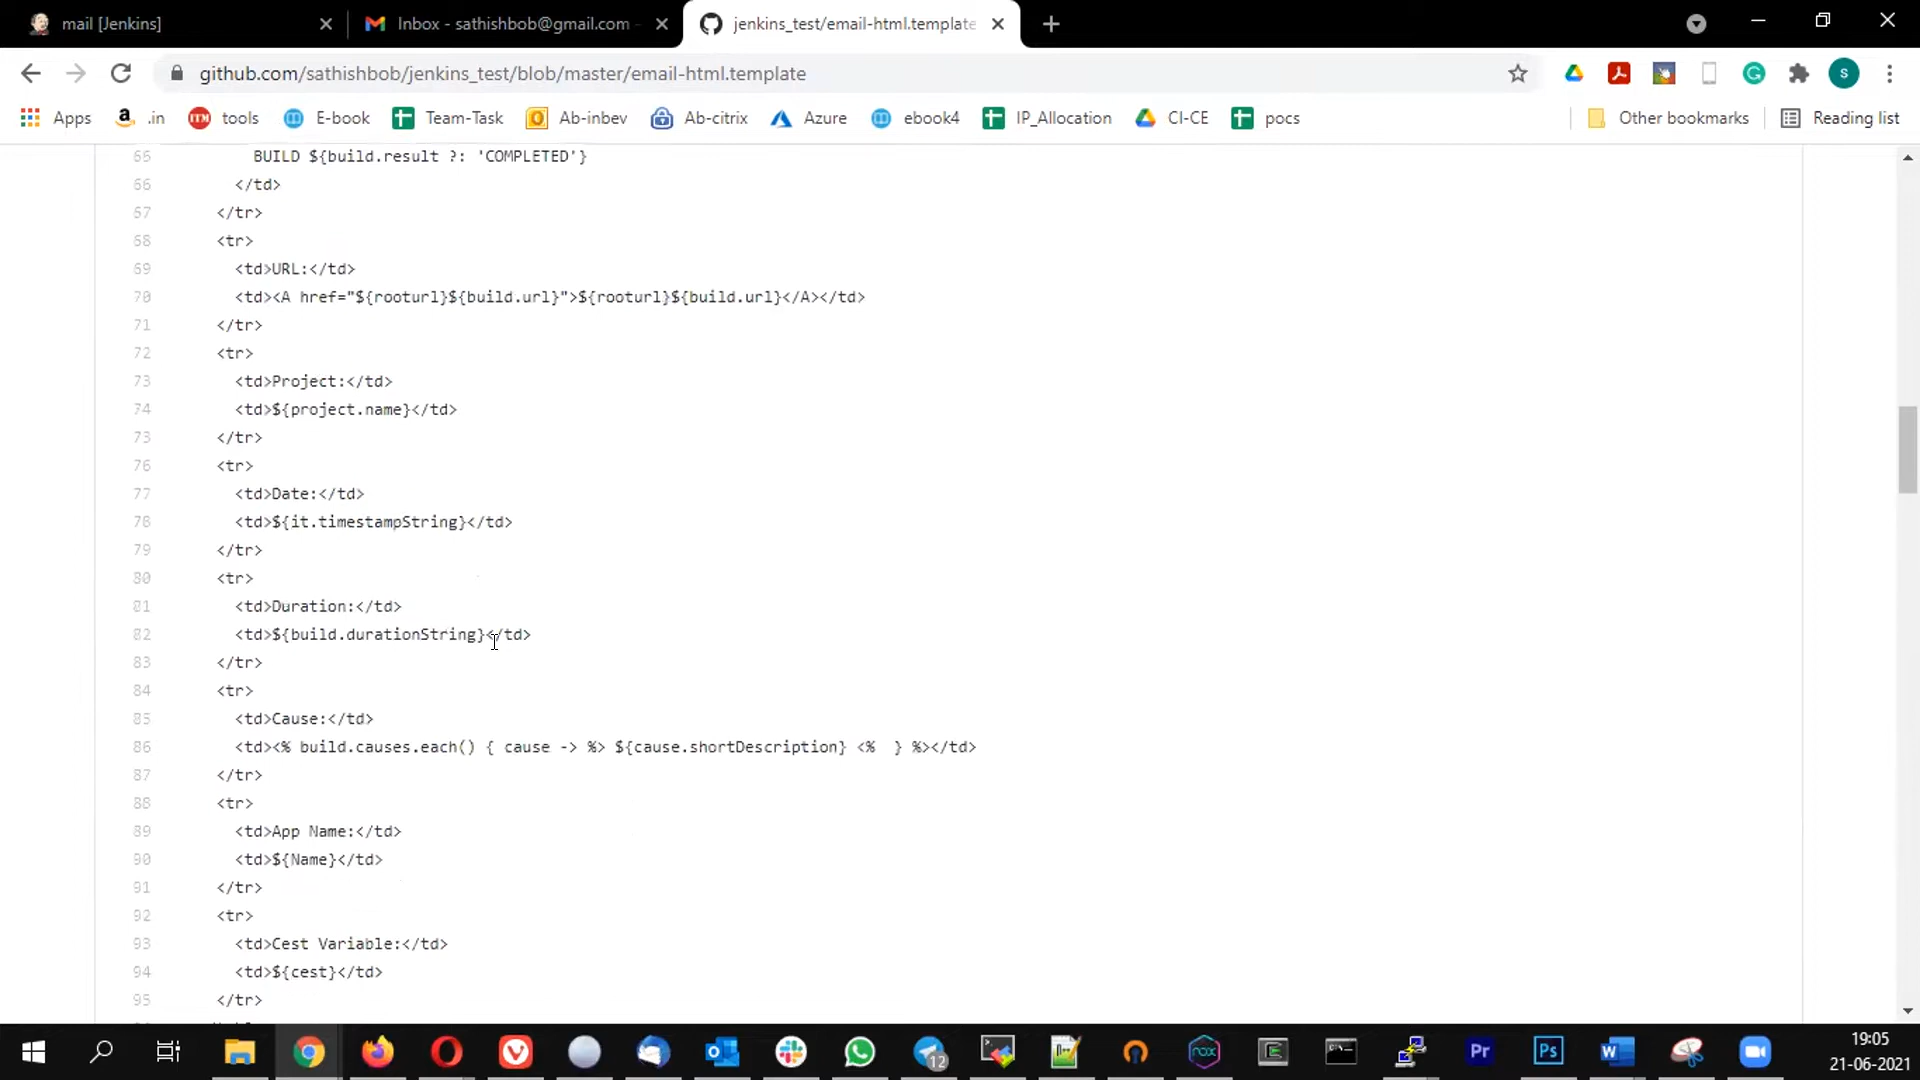 mail [Jenkins]
Inbox - sathishbob@gmail.com -
jenkins_test/email-html.template
github.com/sathishbob/jenkins_test/blob/master/email-html.template
Apps
.in
tools
E-book
Team-Task
Ab-inbev
Ab-citrix
Azure
ebook4
IP_Allocation
CI-CE
pocs
Other bookmarks
Reading list
65 BUILD ${build.result ?: 'COMPLETED'}
66 </td>
67 </tr>
68 <tr>
69 <td>URL:</td>
70 <td><A href="${rooturl}${build.url}">${rooturl}${build.url}</A></td>
71 </tr>
72 <tr>
73 <td>Project:</td>
74 <td>${project.name}</td>
75 </tr>
76 <tr>
77 <td>Date:</td>
78 <td>${it.timestampString}</td>
79 </tr>
80 <tr>
81 <td>Duration:</td>
82 <td>${build.durationString}</td>
83 </tr>
84 <tr>
85 <td>Cause:</td>
86 <td><% build.causes.each() { cause -> %> ${cause.shortDescription} <%  } %></td>
87 </tr>
88 <tr>
89 <td>App Name:</td>
90 <td>${Name}</td>
91 </tr>
92 <tr>
93 <td>Cest Variable:</td>
94 <td>${cest}</td>
95 </tr>
12
Pr
Ps
19:05
21-06-2021